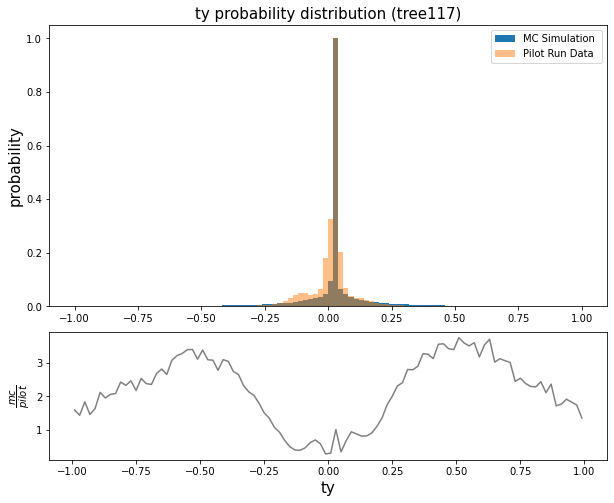 ty probability distribution (tree117)
MC Simulation
Pilot Run Data
probability
1.0
0.8
0.6
0.4
0.2
0.0
−1.00 −0.75 −0.50 −0.25 0.00 0.25 0.50 0.75 1.00
mc
pilot
3
2
1
−1.00 −0.75 −0.50 −0.25 0.00 0.25 0.50 0.75 1.00
ty